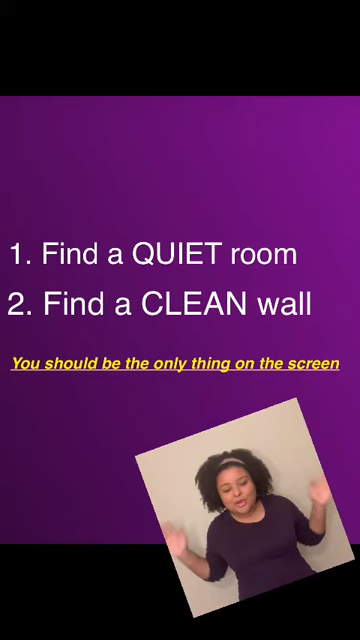 1. Find a QUIET room
2. Find a CLEAN wall
You should be the only thing on the screen